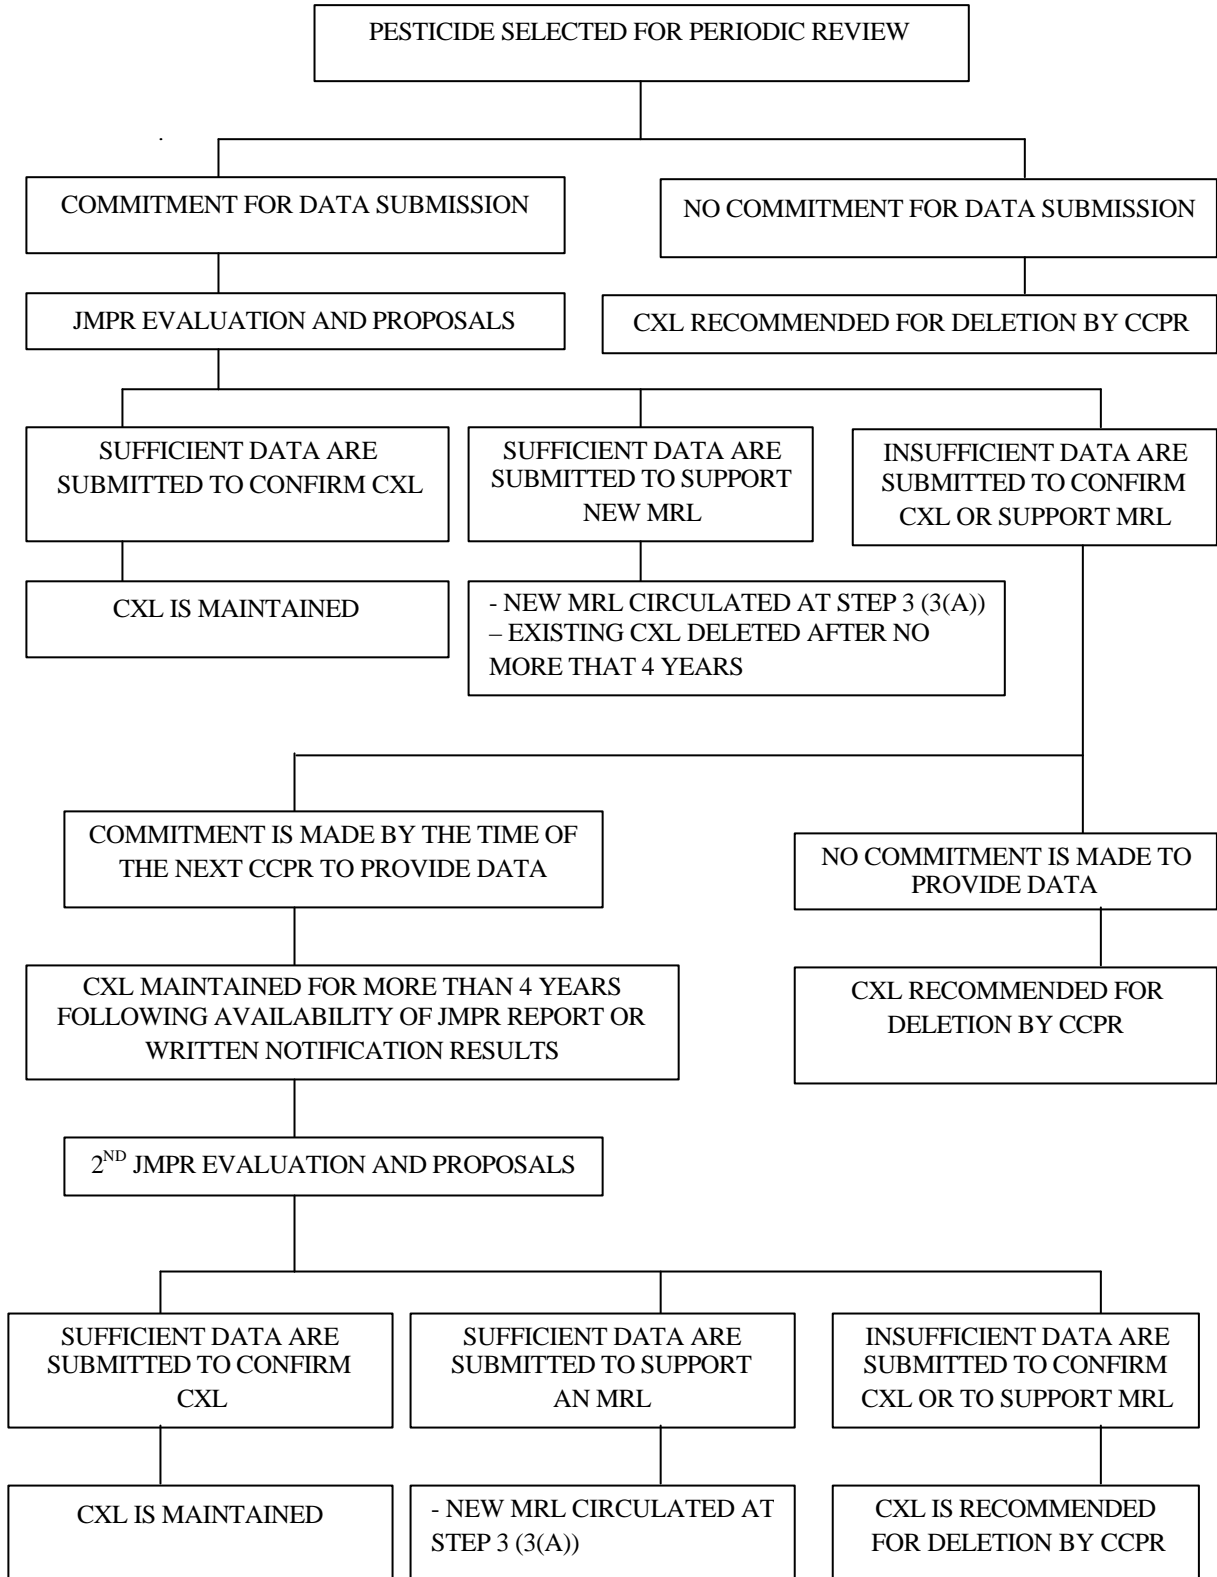 PESTICIDE SELECTED FOR PERIODIC REVIEW
COMMITMENT FOR DATA SUBMISSION
NO COMMITMENT FOR DATA SUBMISSION
JMPR EVALUATION AND PROPOSALS
CXL RECOMMENDED FOR DELETION BY CCPR
SUFFICIENT DATA ARE
SUBMITTED TO CONFIRM CXL
SUFFICIENT DATA ARE
SUBMITTED TO SUPPORT
NEW MRL
INSUFFICIENT DATA ARE
SUBMITTED TO CONFIRM
CXL OR SUPPORT MRL
CXL IS MAINTAINED
- NEW MRL CIRCULATED AT STEP 3 (3(A))
– EXISTING CXL DELETED AFTER NO
MORE THAT 4 YEARS
COMMITMENT IS MADE BY THE TIME OF
THE NEXT CCPR TO PROVIDE DATA
NO COMMITMENT IS MADE TO
PROVIDE DATA
CXL MAINTAINED FOR MORE THAN 4 YEARS
FOLLOWING AVAILABILITY OF JMPR REPORT OR
WRITTEN NOTIFICATION RESULTS
CXL RECOMMENDED FOR
DELETION BY CCPR
2ND JMPR EVALUATION AND PROPOSALS
SUFFICIENT DATA ARE
SUBMITTED TO CONFIRM
CXL
SUFFICIENT DATA ARE
SUBMITTED TO SUPPORT
AN MRL
INSUFFICIENT DATA ARE
SUBMITTED TO CONFIRM
CXL OR TO SUPPORT MRL
CXL IS MAINTAINED
- NEW MRL CIRCULATED AT
STEP 3 (3(A))
CXL IS RECOMMENDED
FOR DELETION BY CCPR